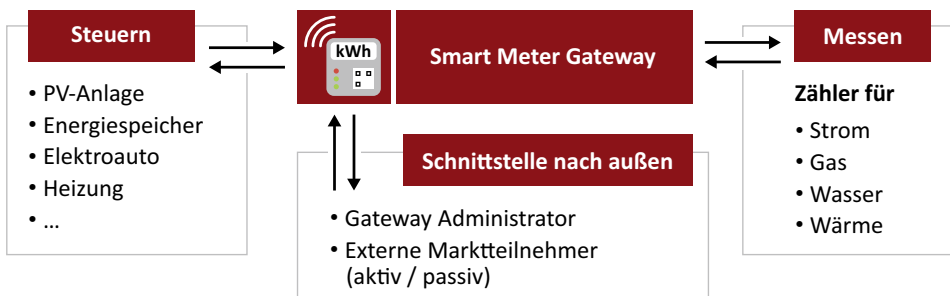 Steuern
• PV-Anlage
• Energiespeicher
• Elektroauto
• Heizung
• ...
kWh
Smart Meter Gateway
Schnittstelle nach außen
• Gateway Administrator
• Externe Marktteilnehmer
(aktiv / passiv)
Messen
Zähler für
• Strom
• Gas
• Wasser
• Wärme